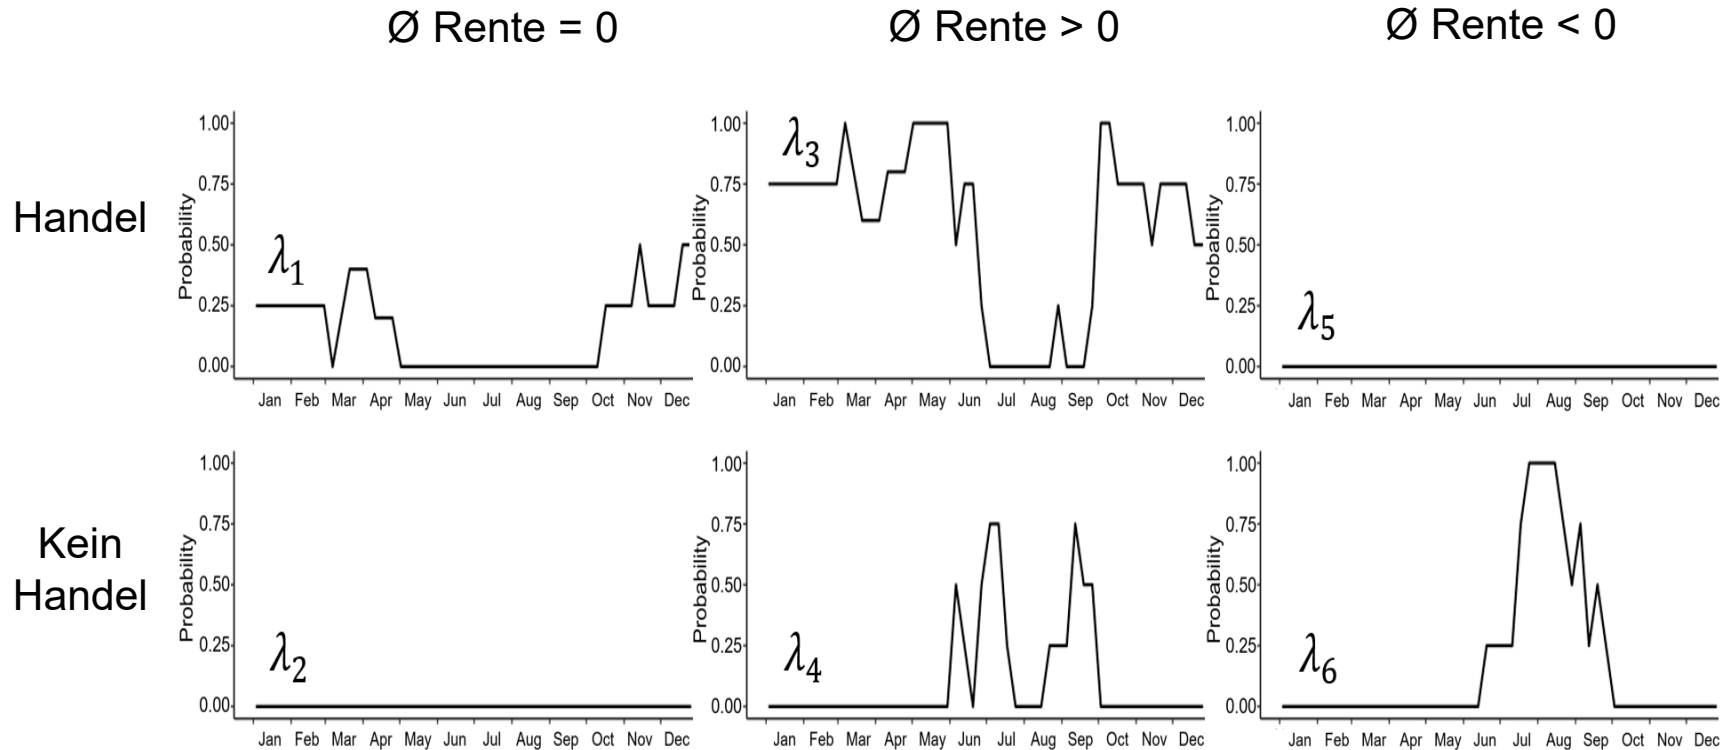 Ø Rente = 0
Ø Rente > 0
Ø Rente < 0
Handel
Probability
1.00
0.75
0.50
0.25
0.00
λ1
Jan Feb Mar Apr May Jun Jul Aug Sep Oct Nov Dec
Probability
1.00
0.75
0.50
0.25
0.00
λ3
Jan Feb Mar Apr May Jun Jul Aug Sep Oct Nov Dec
Probability
1.00
0.75
0.50
0.25
0.00
λ5
Jan Feb Mar Apr May Jun Jul Aug Sep Oct Nov Dec
Kein
Handel
Probability
1.00
0.75
0.50
0.25
0.00
λ2
Jan Feb Mar Apr May Jun Jul Aug Sep Oct Nov Dec
Probability
1.00
0.75
0.50
0.25
0.00
λ4
Jan Feb Mar Apr May Jun Jul Aug Sep Oct Nov Dec
Probability
1.00
0.75
0.50
0.25
0.00
λ6
Jan Feb Mar Apr May Jun Jul Aug Sep Oct Nov Dec